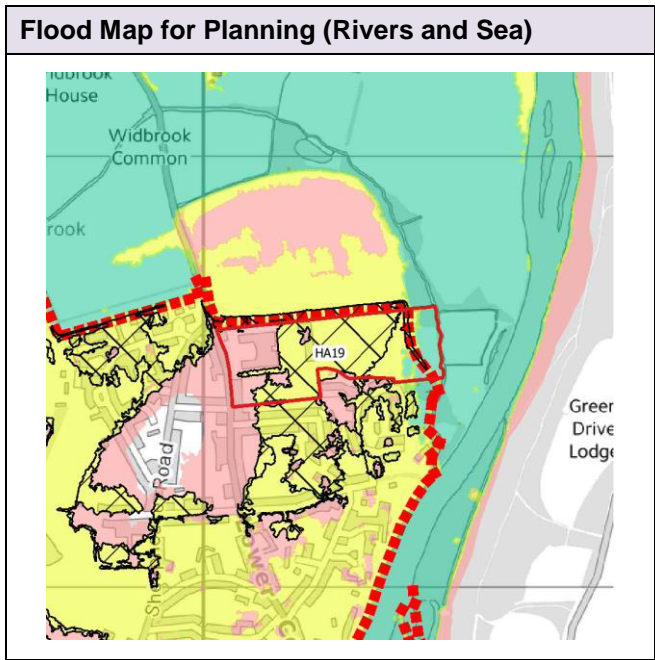 Flood Map for Planning (Rivers and Sea)
House
Widbrook
Common
rook
HA19
Green
Drive
Lodge
Road